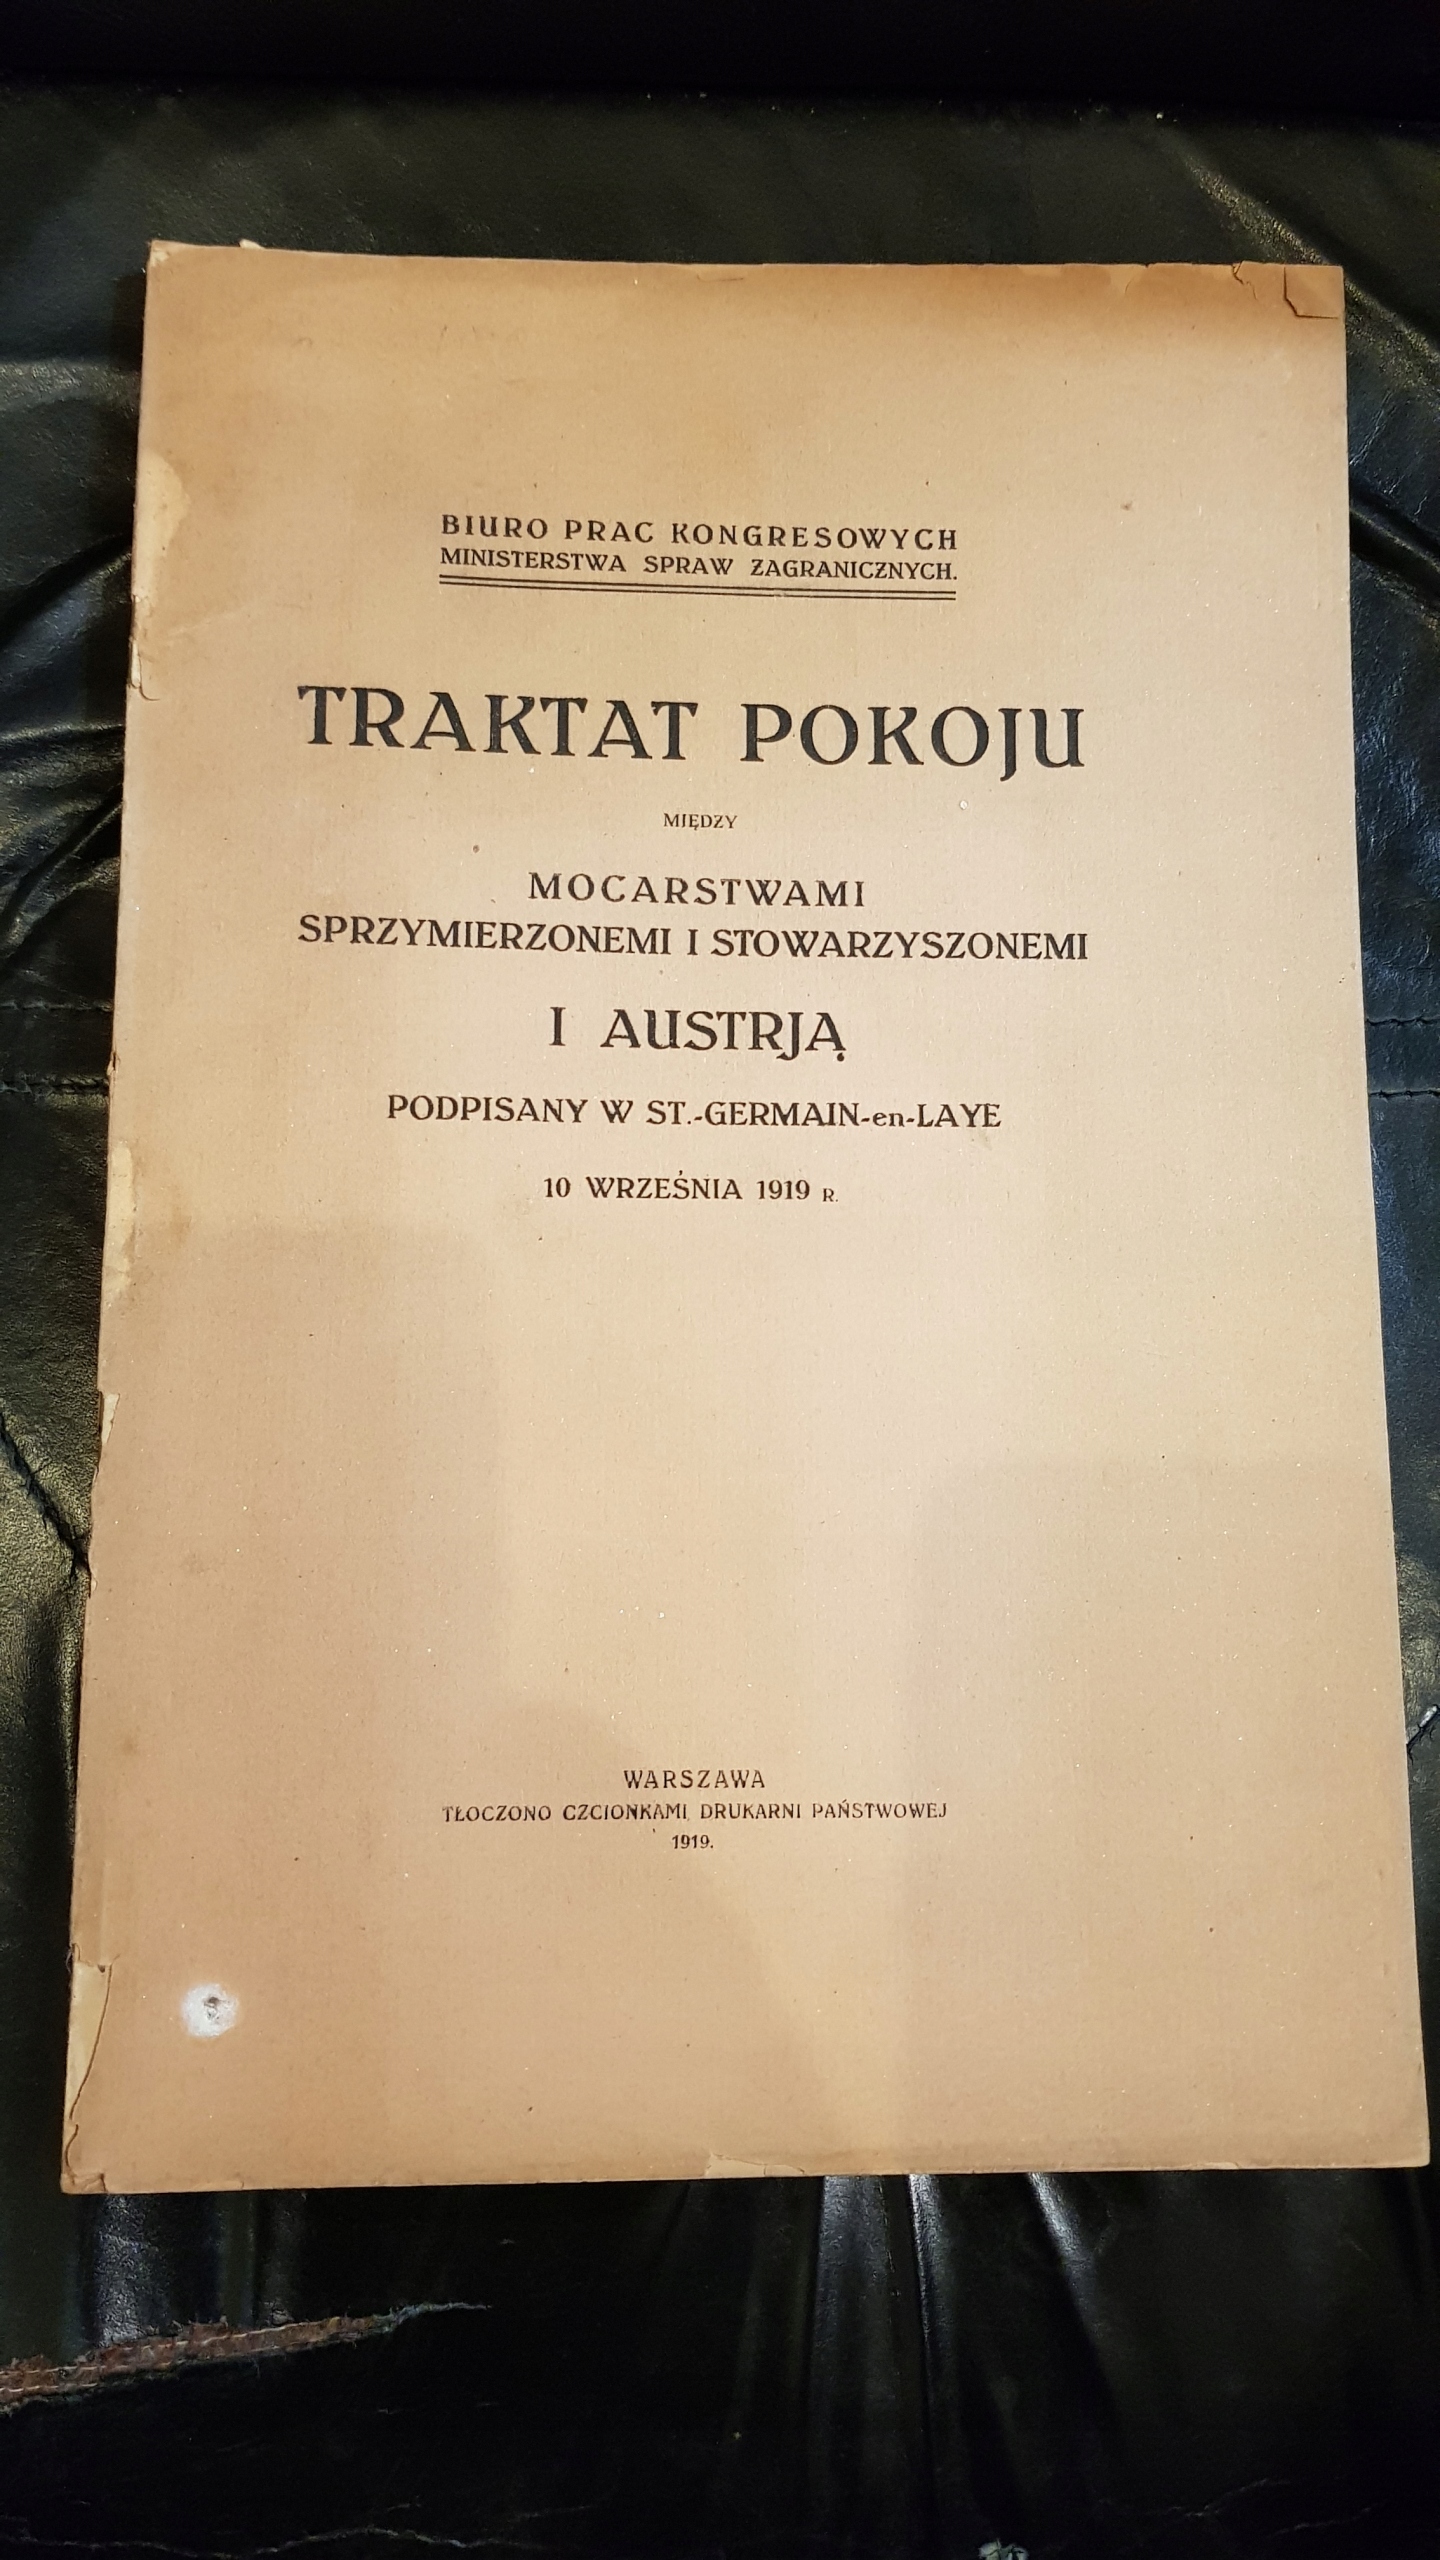 BIURO PRAC KONGRESOWYCH
MINISTERSTWA SPRAW ZAGRANICZNYCH.
TRAKTAT POKOJU
MIĘDZY
MOCARSTWAMI
SPRZYMIERZONEMI I STOWARZYSZONEMI
I AUSTRJĄ
PODPISANY W ST.-GERMAIN-en-LAYE
10 WRZEŚNIA 1919 R.
WARSZAWA
TŁOCZONO CZCIONKAMI DRUKARNI PAŃSTWOWEJ
1919.